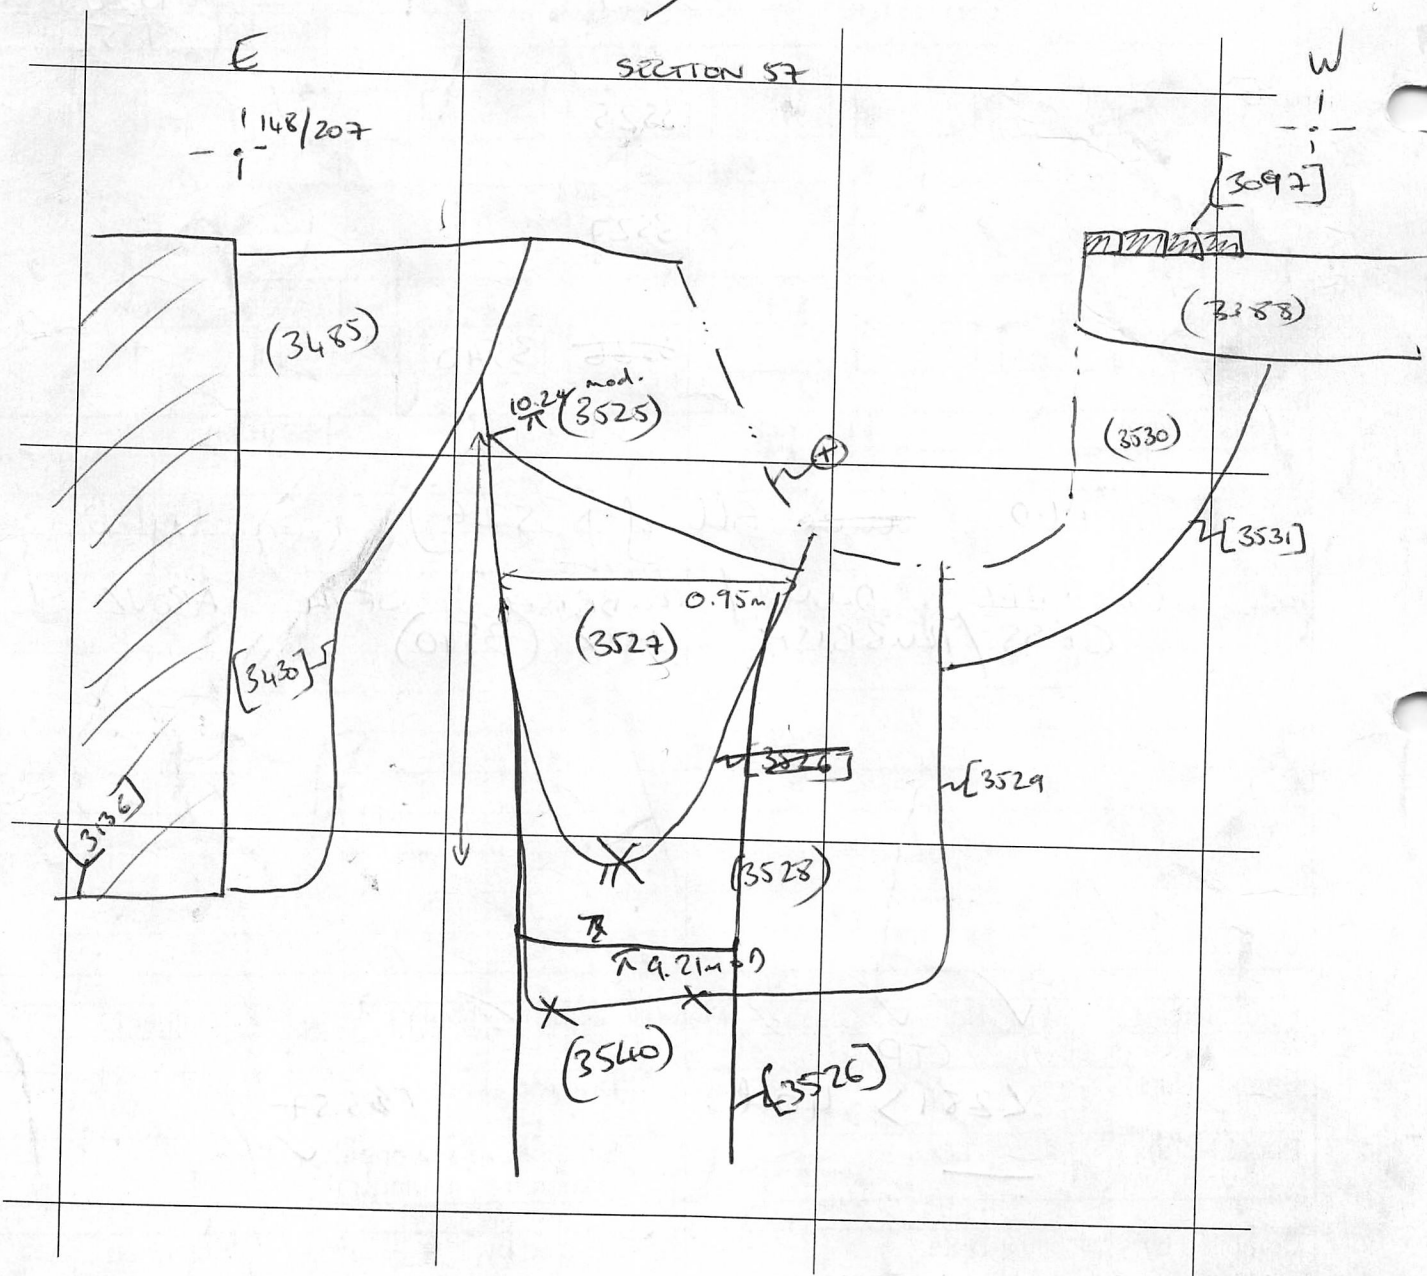 E
SECTION 57
W
148/207
[3097]
(3485)
(3388)
10.24 mod.
(3525)
(3530)
[3531]
0.95m
(3527)
[3430]
[3526]
[3529
[3136]
(3528)
9.21mOD
(3540)
[3526]